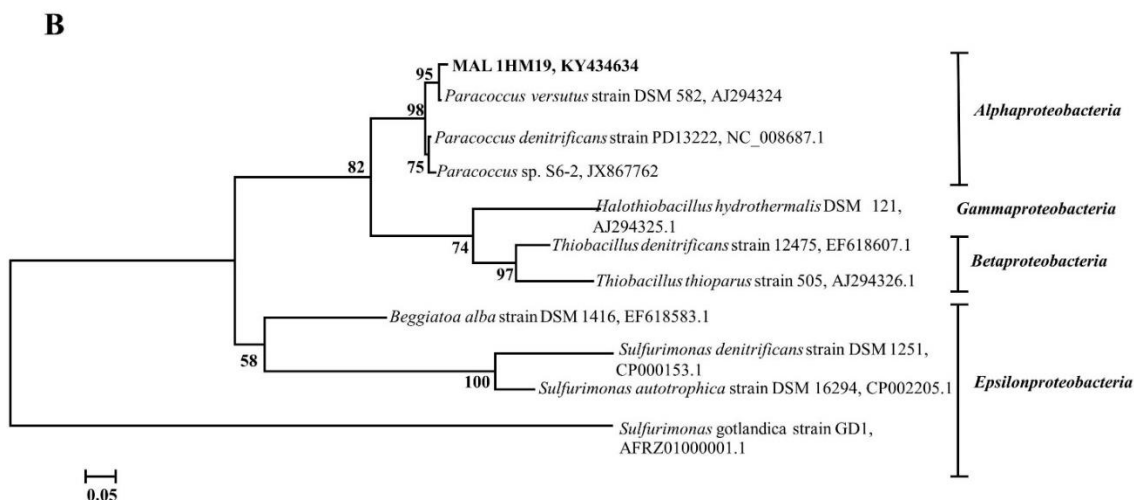 B
MAL 1HM19, KY434634
95
Paracoccus versutus strain DSM 582, AJ294324
Alphaproteobacteria
98
Paracoccus denitrificans strain PD13222, NC_008687.1
75
Paracoccus sp. S6-2, JX867762
82
Halothiobacillus hydrothermalis DSM 121,
AJ294325.1
Gammaproteobacteria
74
Thiobacillus denitrificans strain 12475, EF618607.1
97
Betaproteobacteria
Thiobacillus thioparus strain 505, AJ294326.1
Beggiatoa alba strain DSM 1416, EF618583.1
58
Sulfurimonas denitrificans strain DSM 1251,
CP000153.1
100
Sulfurimonas autotrophica strain DSM 16294, CP002205.1
Epsilonproteobacteria
Sulfurimonas gotlandica strain GD1,
AFRZ01000001.1
0.05